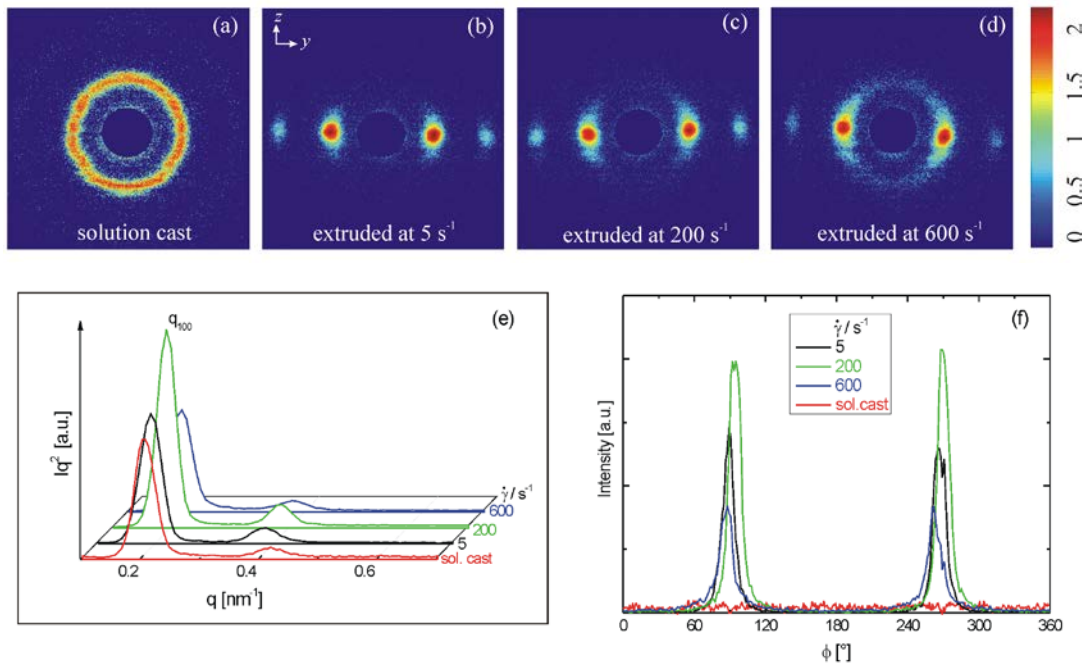 (a)
solution cast
z
y
(b)
extruded at 5 s⁻¹
(c)
extruded at 200 s⁻¹
(d)
extruded at 600 s⁻¹
2
1.5
1
0.5
0
(e)
q₁₀₀
Iq² [a.u.]
γ̇ / s⁻¹
600
200
5
sol. cast
0.2 0.4 0.6
q [nm⁻¹]
(f)
γ̇ / s⁻¹
5
200
600
sol.cast
Intensity [a.u.]
0 60 120 180 240 300 360
ϕ [°]